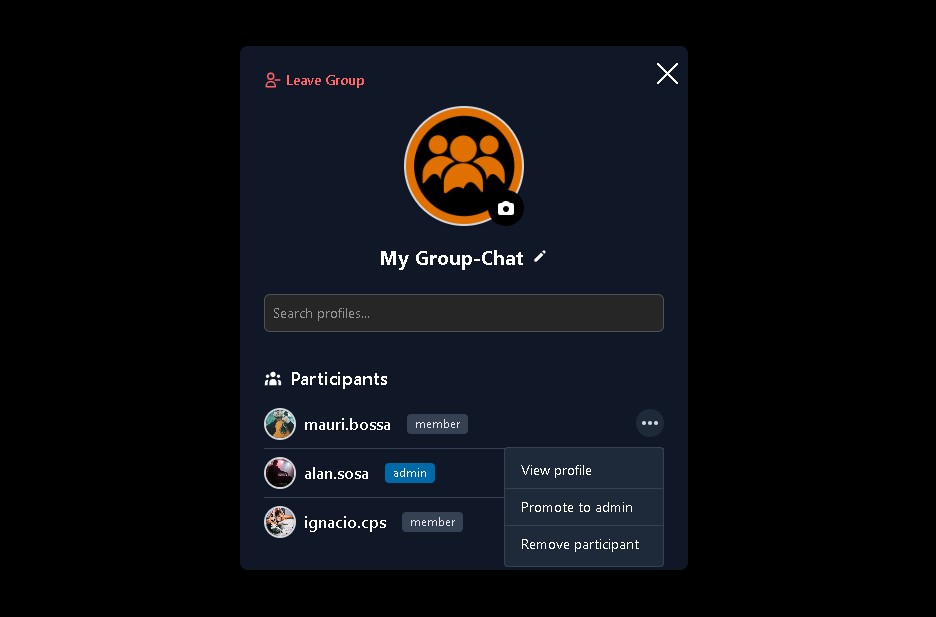 Leave Group
My Group-Chat
Search profiles...
Participants
mauri.bossa member
alan.sosa admin
ignacio.cps member
View profile
Promote to admin
Remove participant